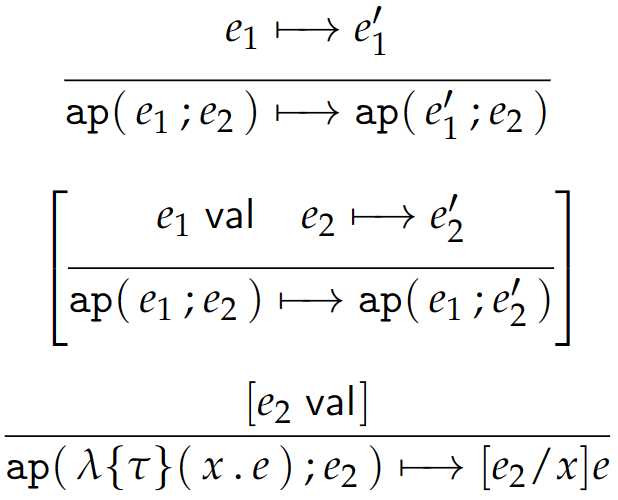 e₁ ⟼ e₁′
ap( e₁ ; e₂ ) ⟼ ap( e₁′ ; e₂ )
[ e₁ val e₂ ⟼ e₂′
ap( e₁ ; e₂ ) ⟼ ap( e₁ ; e₂′ ) ]
[e₂ val]
ap( λ{τ}( x . e ) ; e₂ ) ⟼ [e₂/x]e